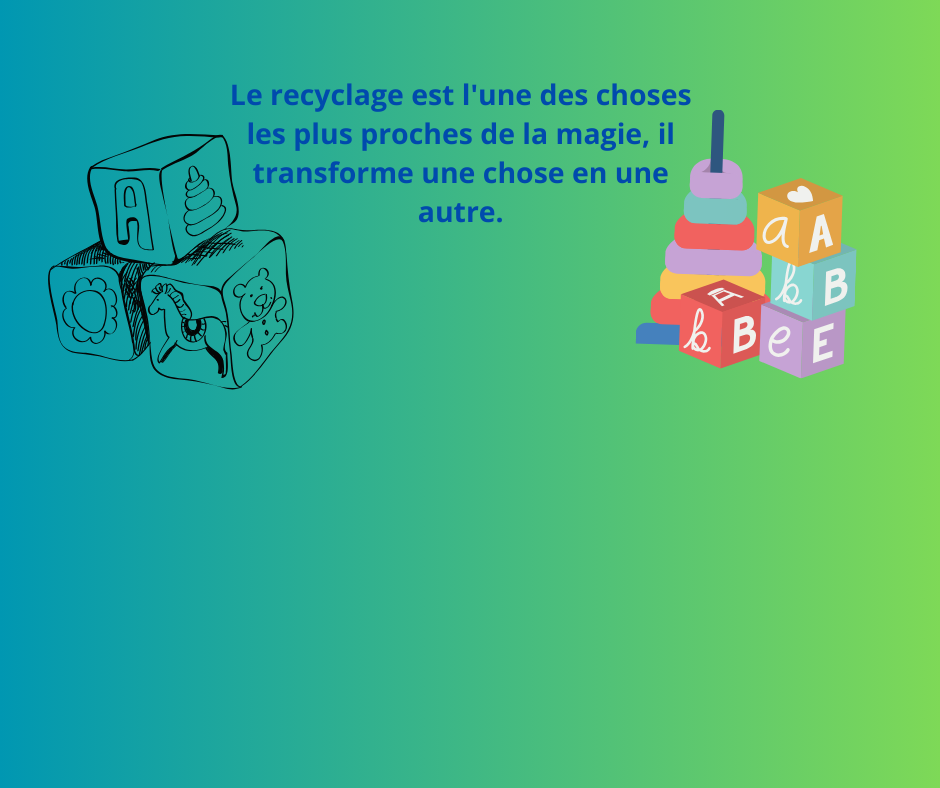 Le recyclage est l'une des choses
les plus proches de la magie, il
transforme une chose en une
autre.
A
a A
b B
A
b B
e E